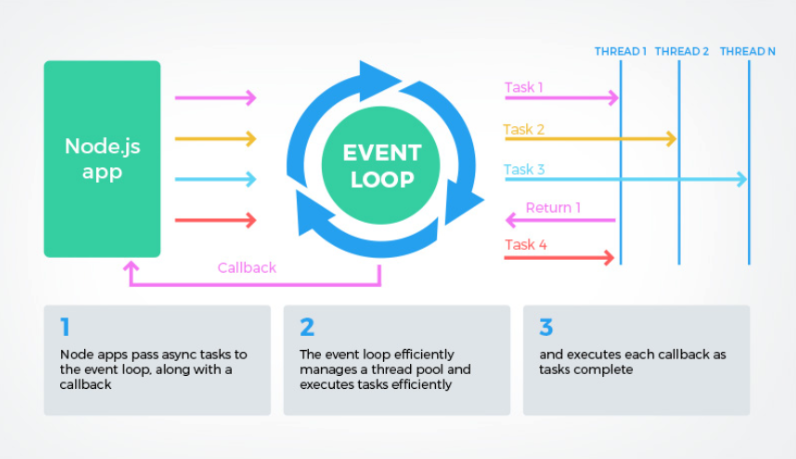 THREAD 1 THREAD 2 THREAD N
Node.js
app
EVENT
LOOP
Task 1
Task 2
Task 3
Return 1
Task 4
Callback
1
Node apps pass async tasks to
the event loop, along with a
callback
2
The event loop efficiently
manages a thread pool and
executes tasks efficiently
3
and executes each callback as
tasks complete